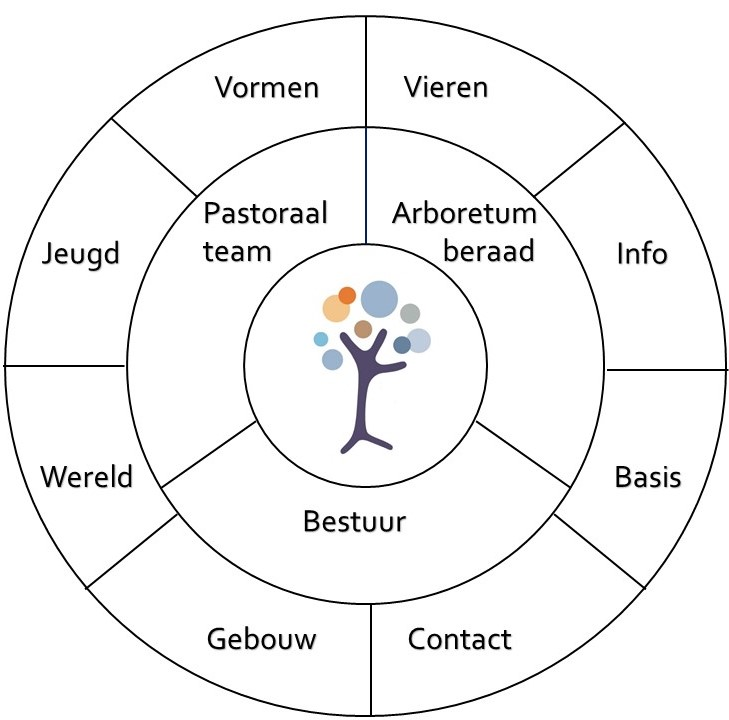 Vormen
Vieren
Pastoraal
team
Arboretum
beraad
Jeugd
Info
Wereld
Basis
Bestuur
Gebouw
Contact